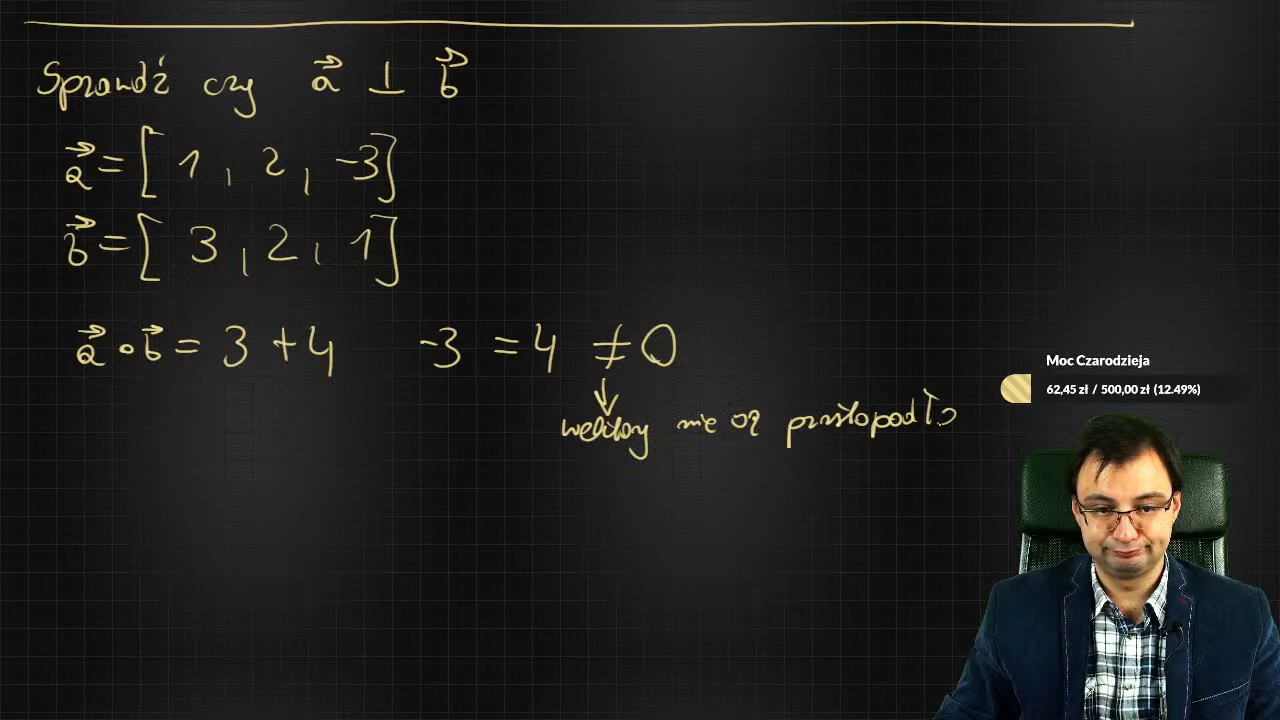 Sprawdź czy a⃗ ⊥ b⃗
a⃗ = [ 1 , 2 , -3 ]
b⃗ = [ 3 , 2 , 1 ]
a⃗ ∘ b⃗ = 3 + 4 -3 = 4 ≠ 0
↓
wektory nie są prostopadłe
Moc Czarodzieja
62,45 zł / 500,00 zł (12.49%)